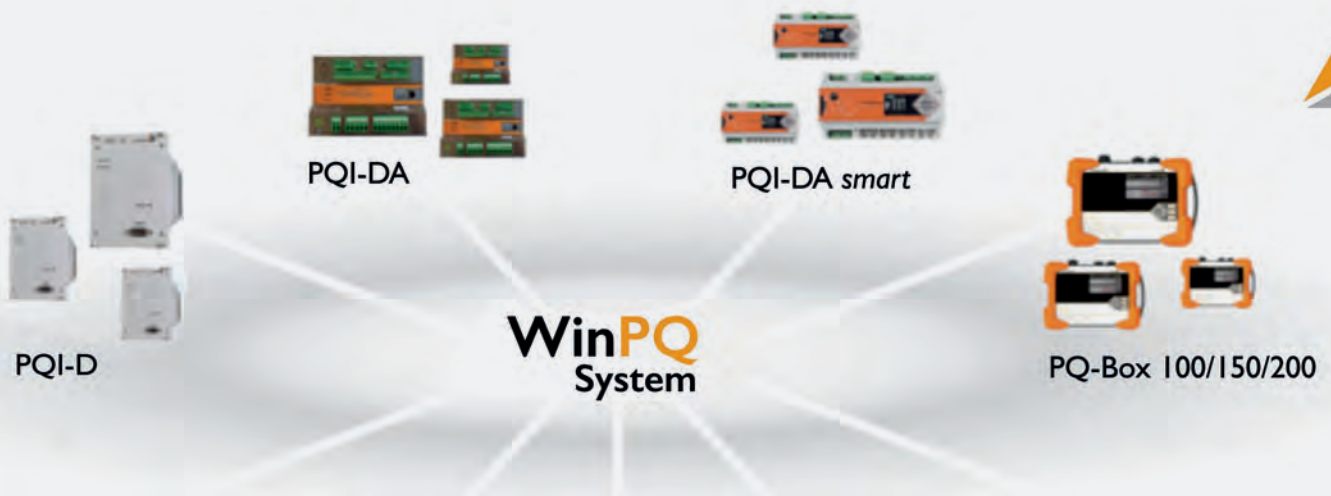 PQI-DA
PQI-DA smart
PQI-D
WinPQ
System
PQ-Box 100/150/200